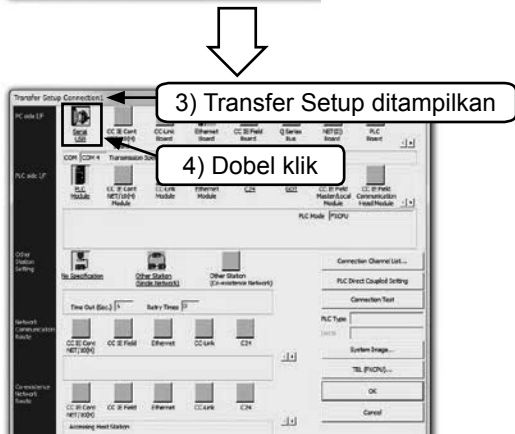 Transfer Setup Connection1
3) Transfer Setup ditampilkan
PC side I/F
Serial USB
CC IE Cont NET/10(H) Board
CC-Link Board
Ethernet Board
CC IE Field Board
Q Series Bus
NET(II) Board
PLC Board
COM COM 4 Transmission
4) Dobel klik
PLC side I/F
PLC Module
CC IE Cont NET/10(H) Module
CC-Link Module
Ethernet Module
C24
GOT
CC IE Field Master/Local Module
CC IE Field Communication Head Module
PLC Mode FXCPU
Other Station Setting
No Specification
Other Station (Single Network)
Other Station (Co-existence Network)
Connection Channel List...
PLC Direct Coupled Setting
Time Out (Sec.) 5 Retry Times 0
Connection Test
PLC Type
Network Communication Route
CC IE Cont NET/10(H)
CC IE Field
Ethernet
CC-Link
C24
System Image...
TEL (FXCPU)...
Co-existence Network Route
CC IE Cont NET/10(H)
CC IE Field
Ethernet
CC-Link
C24
OK
Cancel
Accessing Host Station